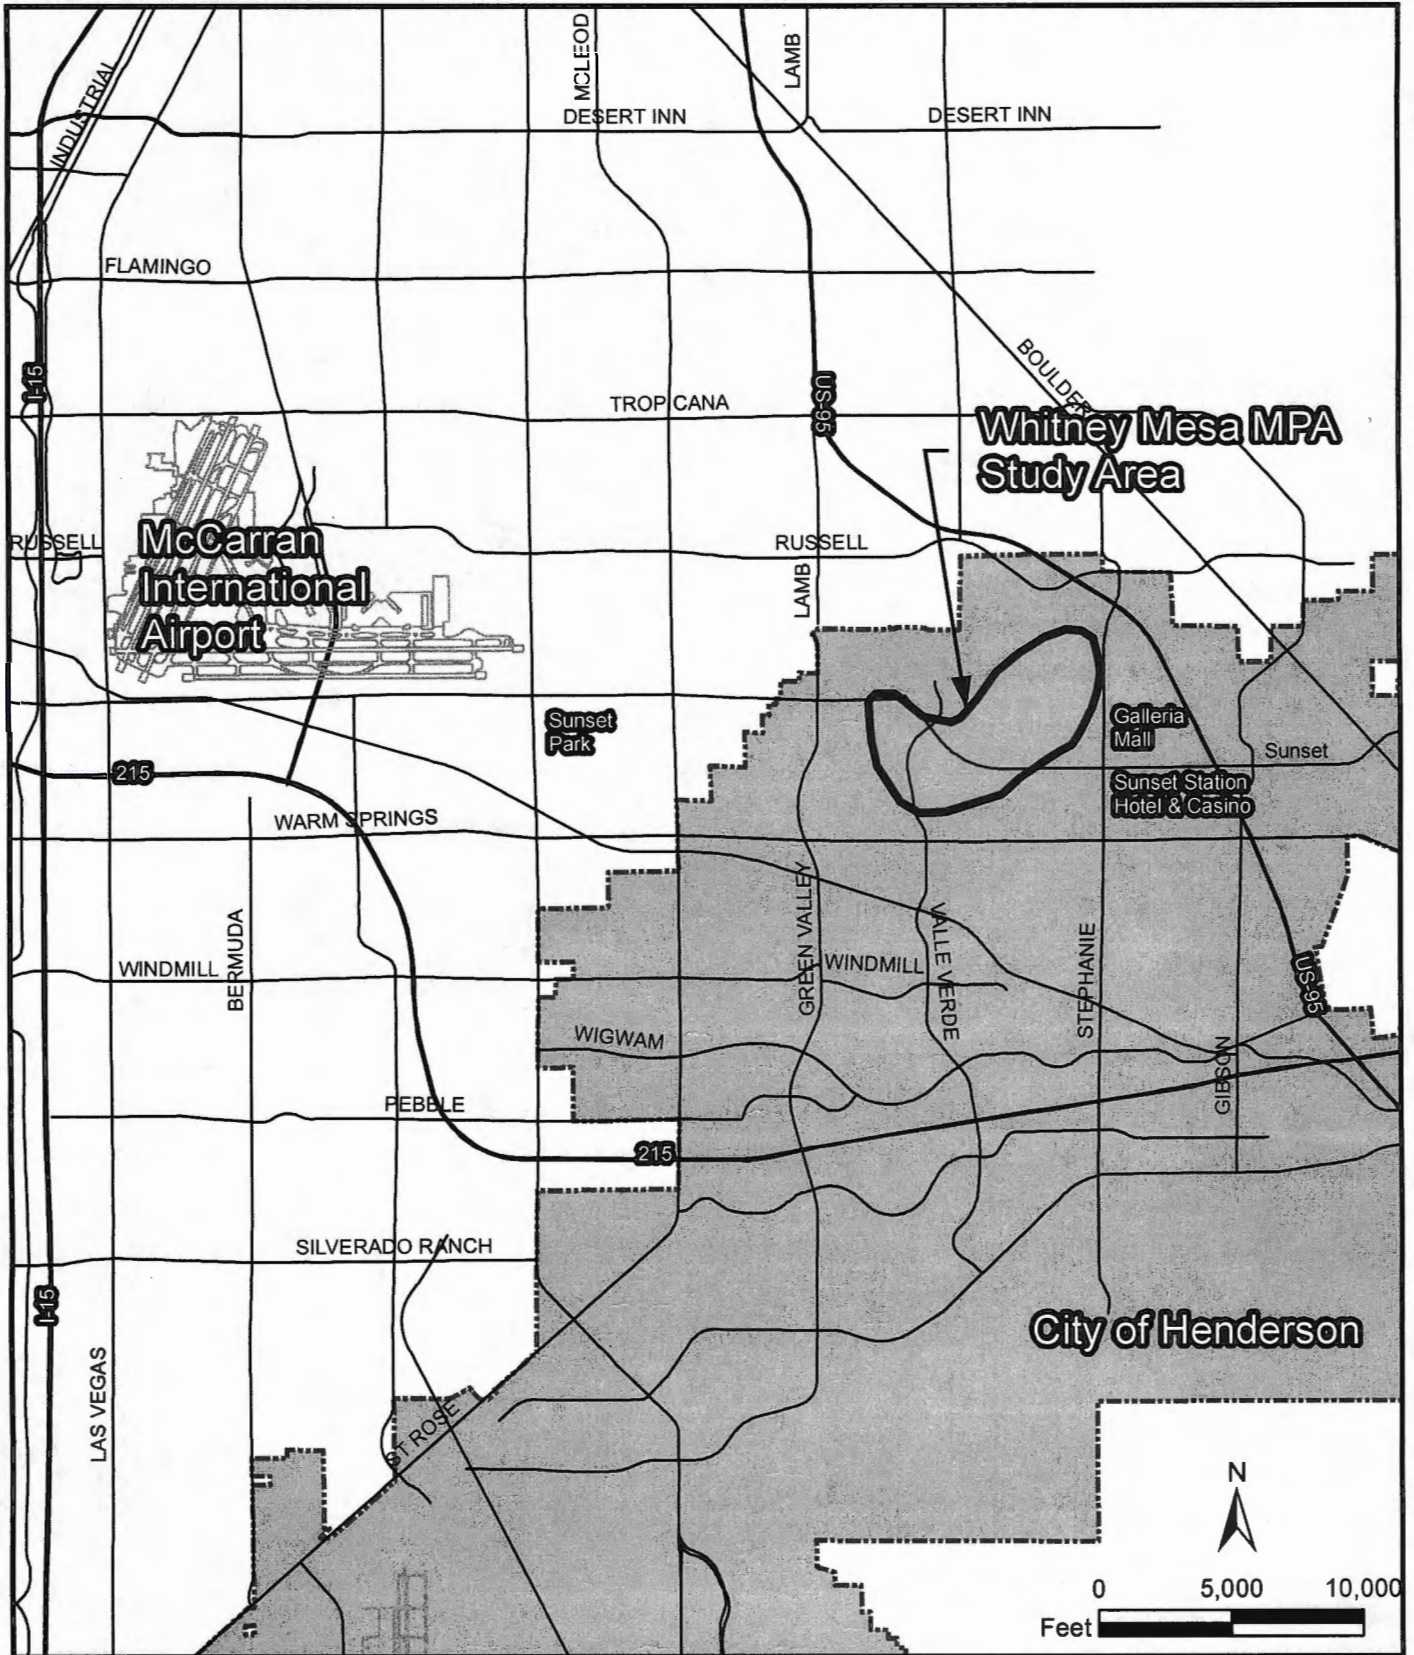 MCLEOD
LAMB
INDUSTRIAL
DESERT INN
DESERT INN
FLAMINGO
I-15
BOULDER
US-95
TROPICANA
Whitney Mesa MPA
Study Area
McCarran
International
Airport
RUSSELL
RUSSELL
LAMB
Sunset
Park
Galleria
Mall
Sunset
215
Sunset Station
Hotel & Casino
WARM SPRINGS
GREEN VALLEY
BERMUDA
VALLE VERDE
STEPHANIE
WINDMILL
WINDMILL
US-95
WIGWAM
GIBSON
PEBBLE
215
SILVERADO RANCH
I-15
City of Henderson
LAS VEGAS
ST ROSE
N
0 5,000 10,000
Feet